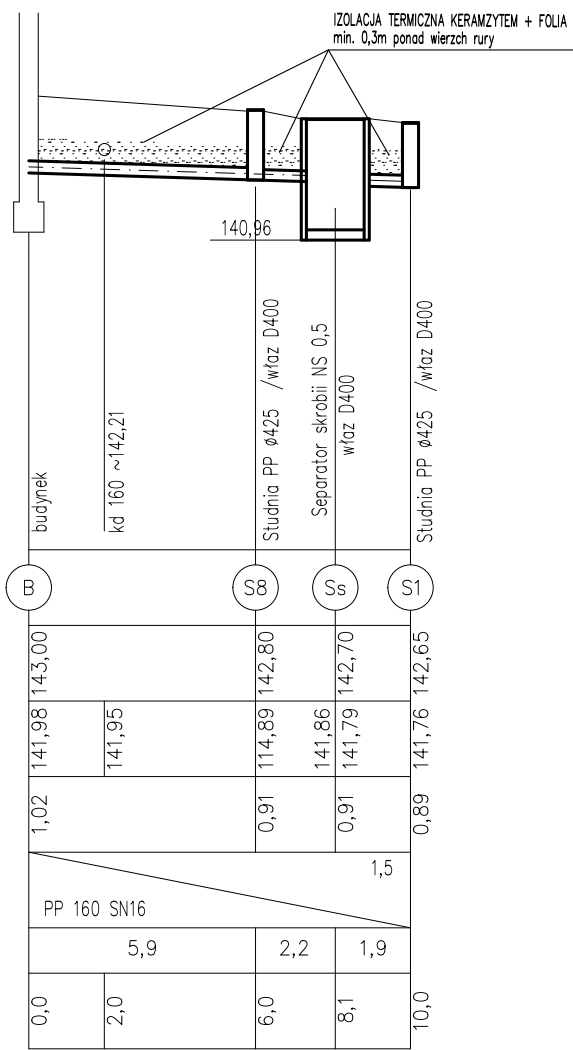 IZOLACJA TERMICZNA KERAMZYTEM + FOLIA
min. 0,3m ponad wierzch rury
140,96
budynek
kd 160 ~142,21
Studnia PP ø425 /właz D400
Separator skrobii NS 0,5
właz D400
Studnia PP ø425 /właz D400
B
S8
Ss
S1
143,00
142,80
142,70
142,65
141,98
141,95
114,89
141,86
141,79
141,76
1,02
0,91
0,91
0,89
1,5
PP 160 SN16
5,9
2,2
1,9
0,0
2,0
6,0
8,1
10,0